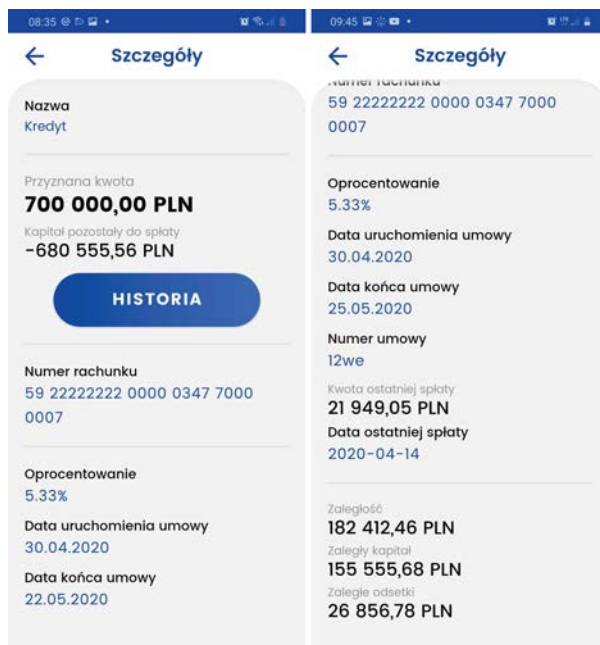 08:35
Szczegóły
Nazwa
Kredyt
Przyznana kwota
700 000,00 PLN
Kapitał pozostały do spłaty
-680 555,56 PLN
HISTORIA
Numer rachunku
59 22222222 0000 0347 7000
0007
Oprocentowanie
5.33%
Data uruchomienia umowy
30.04.2020
Data końca umowy
22.05.2020
09:45
Szczegóły
Numer rachunku
59 22222222 0000 0347 7000
0007
Oprocentowanie
5.33%
Data uruchomienia umowy
30.04.2020
Data końca umowy
25.05.2020
Numer umowy
12we
Kwota ostatniej spłaty
21 949,05 PLN
Data ostatniej spłaty
2020-04-14
Zaległość
182 412,46 PLN
Zaległy kapitał
155 555,68 PLN
Zaległe odsetki
26 856,78 PLN